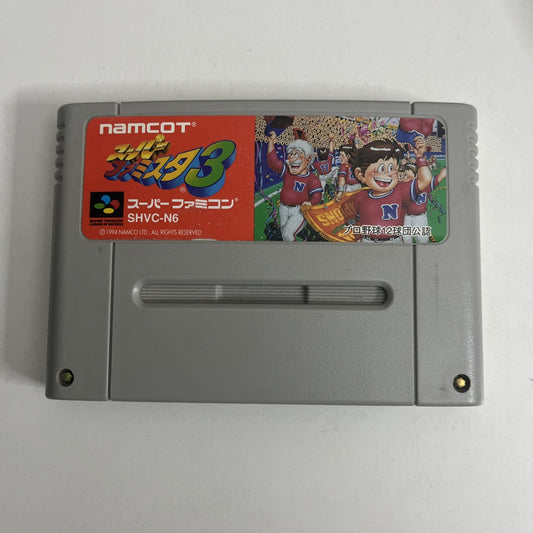 namcot
スーパー
ファミスタ3
SUPER FAMICOM
スーパーファミコン
SHVC-N6
©1994 NAMCO LTD., ALL RIGHTS RESERVED
N
N
N
プロ野球12球団公認